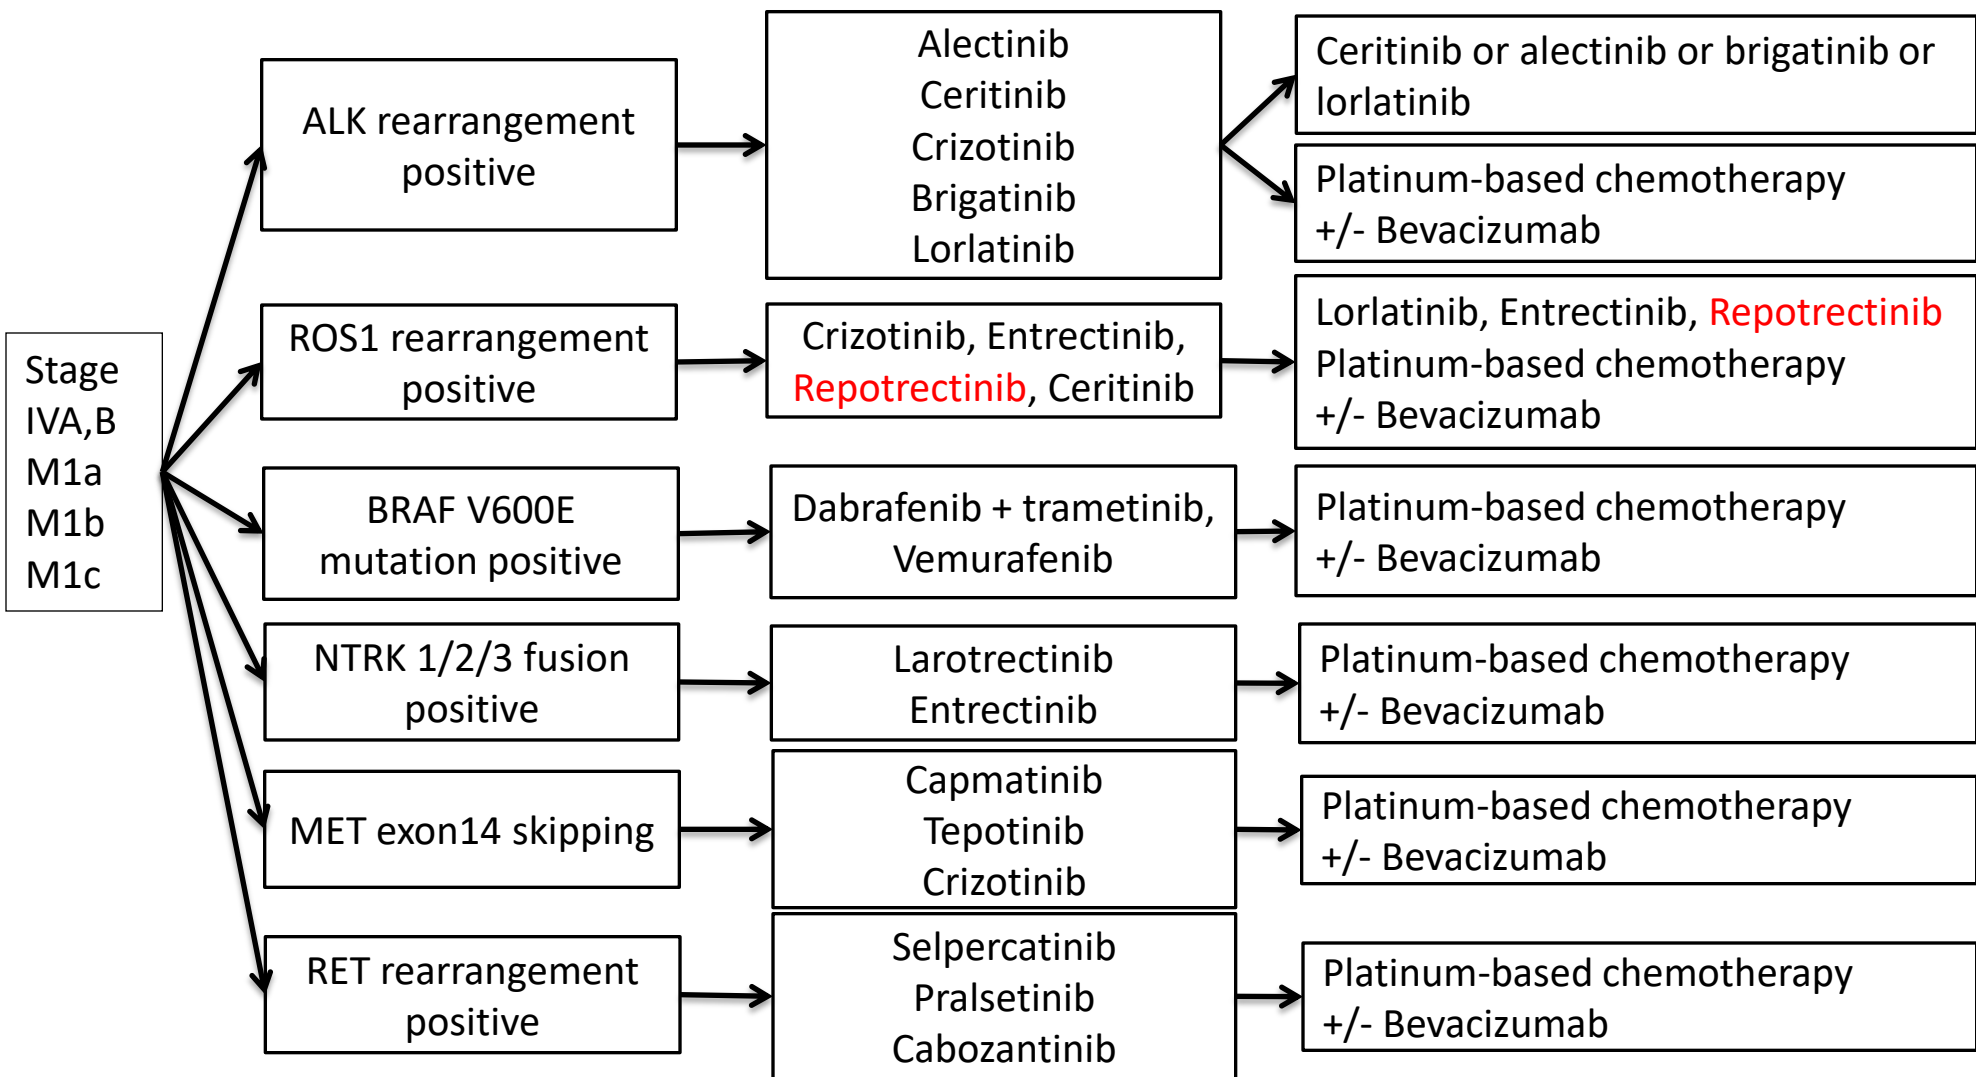 Stage
IVA,B
M1a
M1b
M1c
ALK rearrangement
positive
Alectinib
Ceritinib
Crizotinib
Brigatinib
Lorlatinib
Ceritinib or alectinib or brigatinib or
lorlatinib
Platinum-based chemotherapy
+/- Bevacizumab
ROS1 rearrangement
positive
Crizotinib, Entrectinib,
Repotrectinib, Ceritinib
Lorlatinib, Entrectinib, Repotrectinib
Platinum-based chemotherapy
+/- Bevacizumab
BRAF V600E
mutation positive
Dabrafenib + trametinib,
Vemurafenib
Platinum-based chemotherapy
+/- Bevacizumab
NTRK 1/2/3 fusion
positive
Larotrectinib
Entrectinib
Platinum-based chemotherapy
+/- Bevacizumab
MET exon14 skipping
Capmatinib
Tepotinib
Crizotinib
Platinum-based chemotherapy
+/- Bevacizumab
RET rearrangement
positive
Selpercatinib
Pralsetinib
Cabozantinib
Platinum-based chemotherapy
+/- Bevacizumab